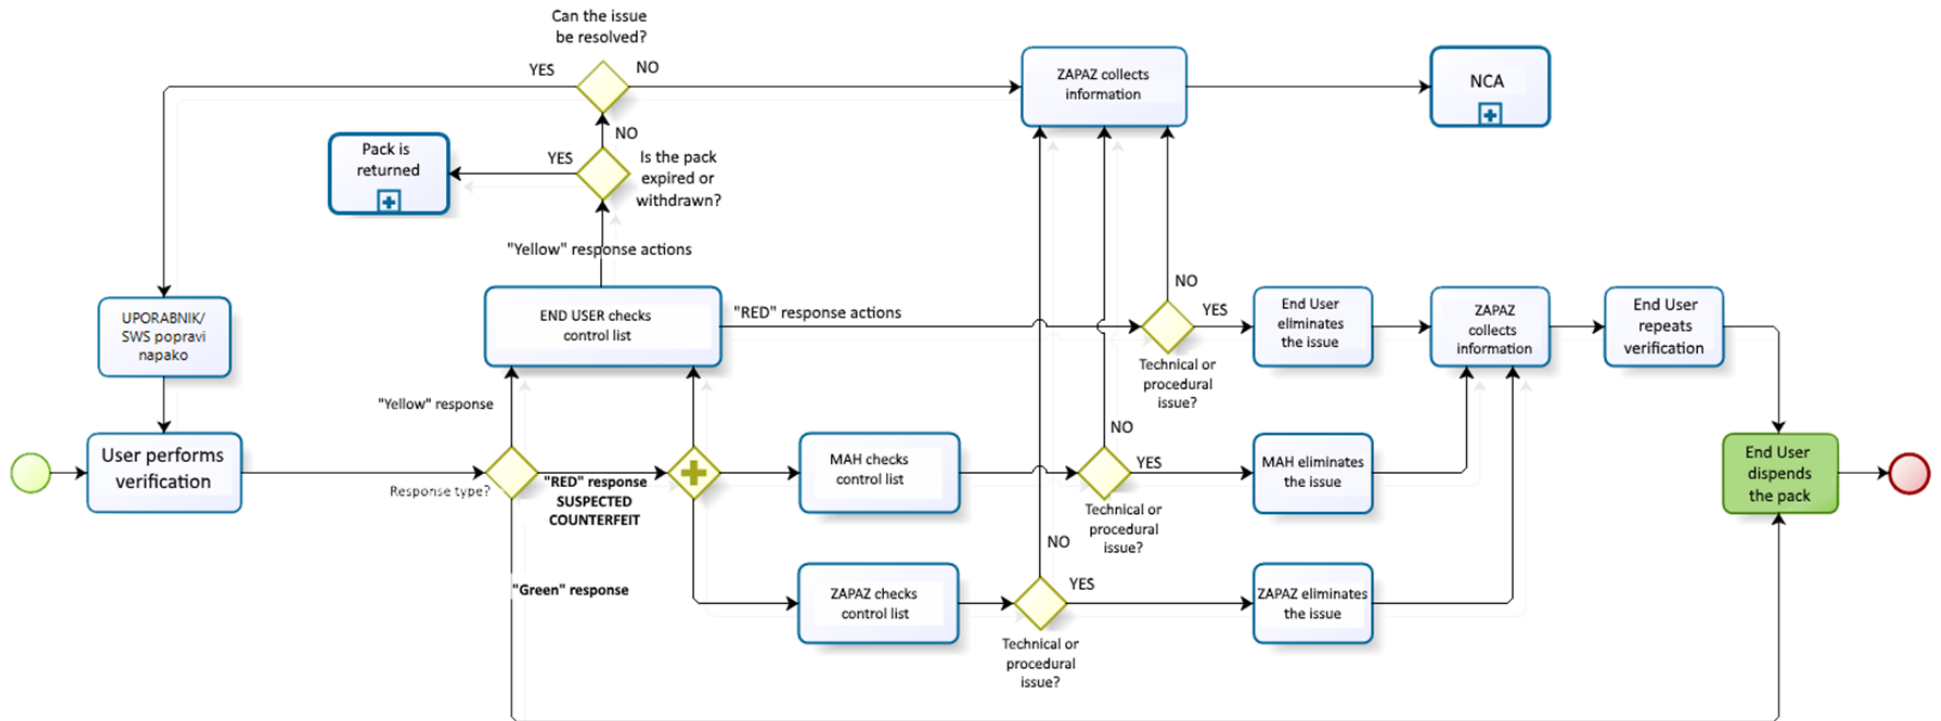 Can the issue
be resolved?
YES
NO
ZAPAZ collects
information
NCA
NO
Pack is
returned
YES
Is the pack
expired or
withdrawn?
"Yellow" response actions
UPORABNIK/
SWS popravi
napako
END USER checks
control list
"RED" response actions
NO
YES
Technical or
procedural
issue?
End User
eliminates
the issue
ZAPAZ
collects
information
End User
repeats
verification
"Yellow" response
User performs
verification
Response type?
"RED" response
SUSPECTED
COUNTERFEIT
MAH checks
control list
NO
YES
Technical or
procedural
issue?
MAH eliminates
the issue
End User
dispends
the pack
"Green" response
ZAPAZ checks
control list
NO
YES
Technical or
procedural
issue?
ZAPAZ eliminates
the issue